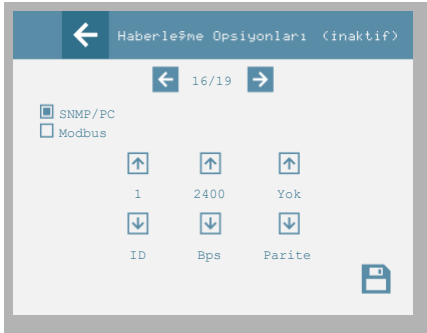 Haberleşme Opsiyonları (inaktif)
16/19
SNMP/PC
Modbus
1 2400 Yok
ID Bps Parite